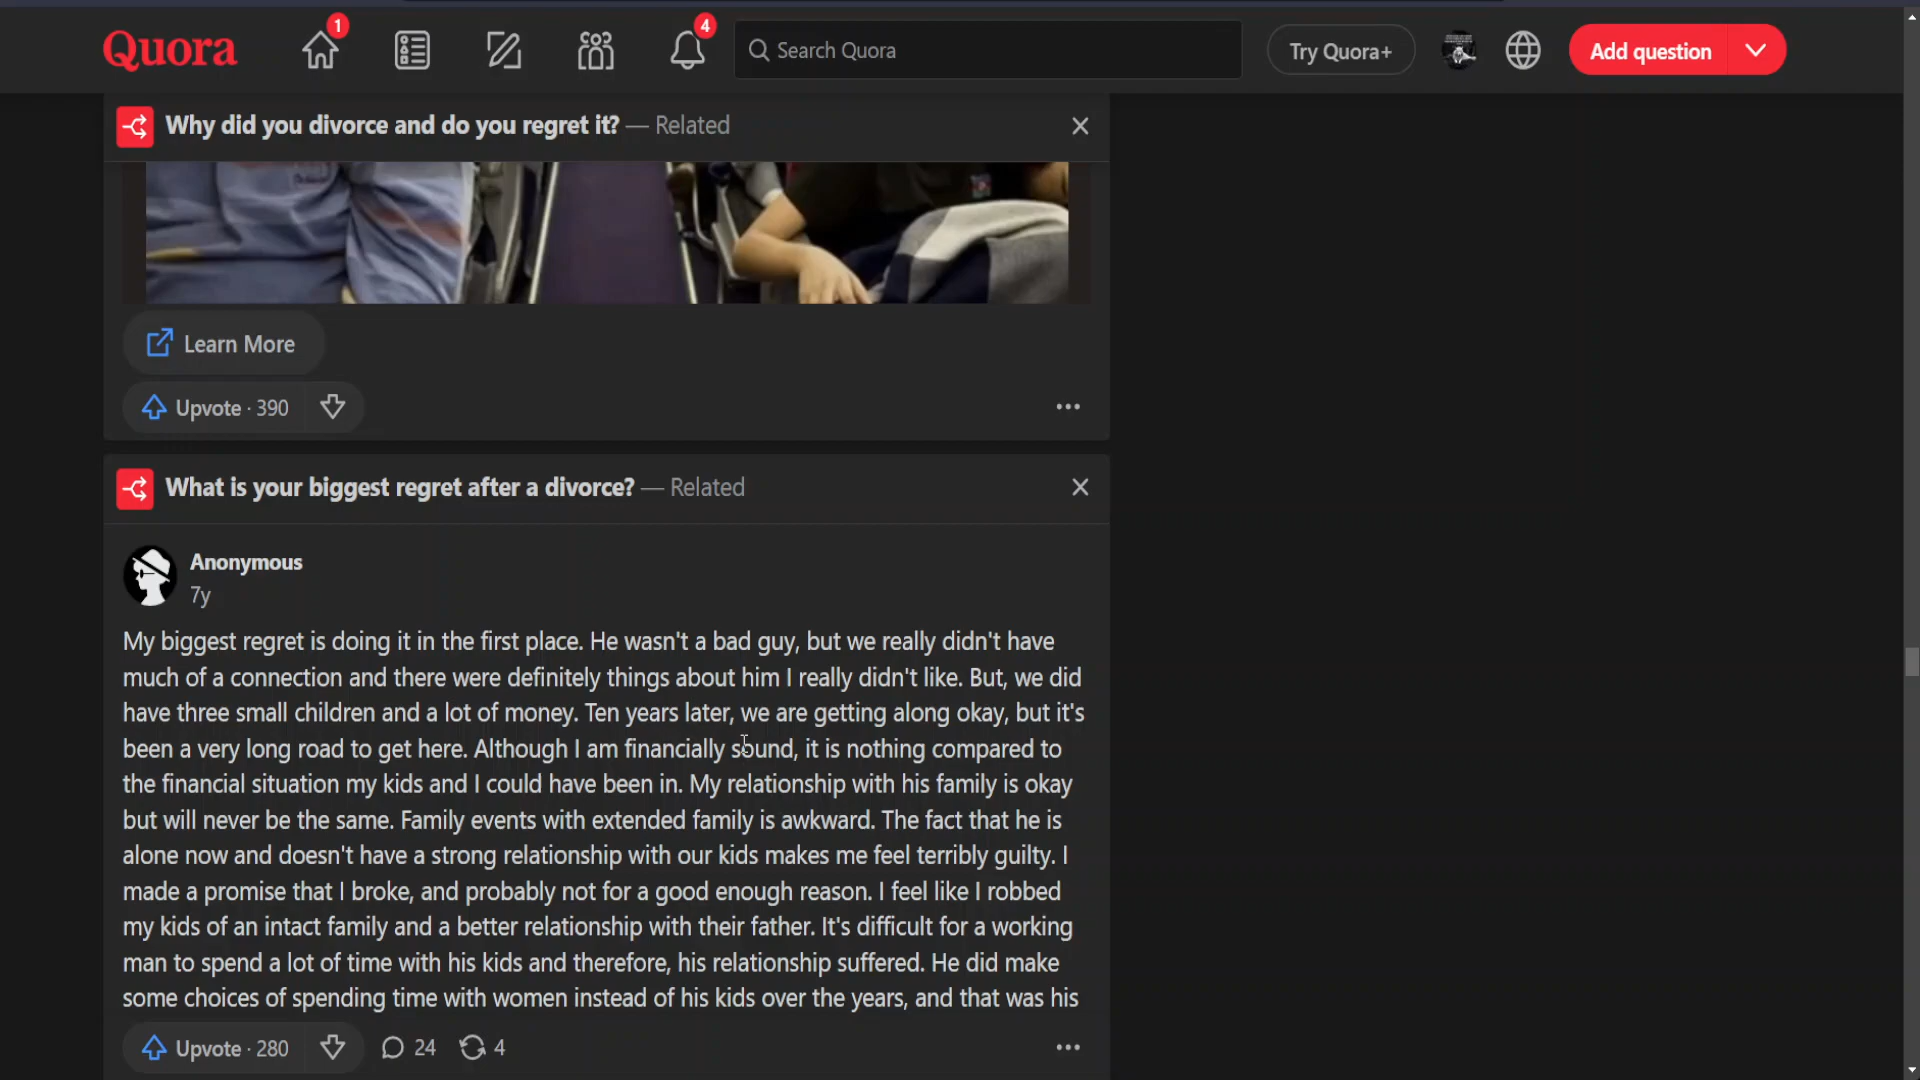 Quora
1
4
Search Quora
Try Quora+
Add question
Why did you divorce and do you regret it? — Related
Learn More
Upvote · 390
What is your biggest regret after a divorce? — Related
Anonymous
7y
My biggest regret is doing it in the first place. He wasn't a bad guy, but we really didn't have
much of a connection and there were definitely things about him I really didn't like. But, we did
have three small children and a lot of money. Ten years later, we are getting along okay, but it's
been a very long road to get here. Although I am financially sound, it is nothing compared to
the financial situation my kids and I could have been in. My relationship with his family is okay
but will never be the same. Family events with extended family is awkward. The fact that he is
alone now and doesn't have a strong relationship with our kids makes me feel terribly guilty. I
made a promise that I broke, and probably not for a good enough reason. I feel like I robbed
my kids of an intact family and a better relationship with their father. It's difficult for a working
man to spend a lot of time with his kids and therefore, his relationship suffered. He did make
some choices of spending time with women instead of his kids over the years, and that was his
Upvote · 280
24
4